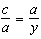 c/a = a/y